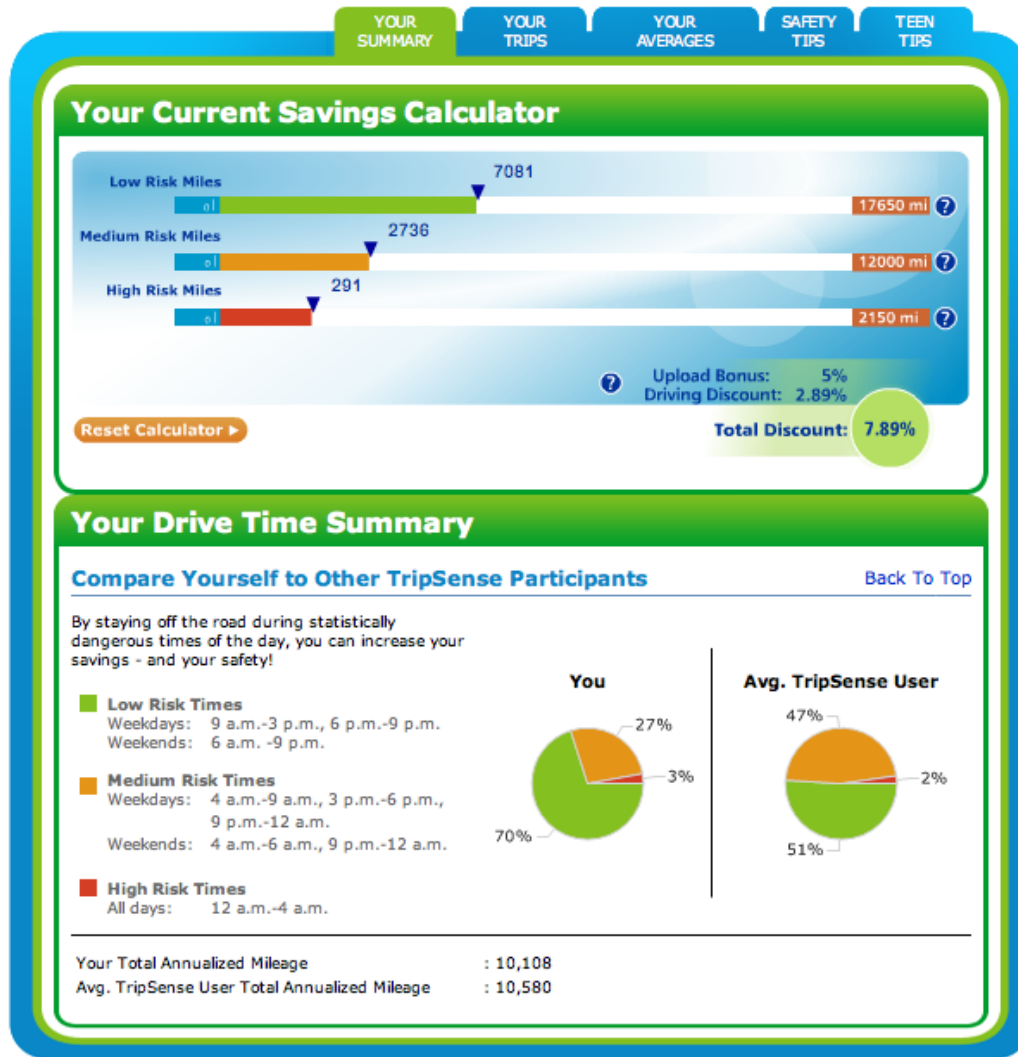 YOUR SUMMARY
YOUR TRIPS
YOUR AVERAGES
SAFETY TIPS
TEEN TIPS
Your Current Savings Calculator
7081
Low Risk Miles
0
17650 mi ?
2736
Medium Risk Miles
0
12000 mi ?
291
High Risk Miles
0
2150 mi ?
? Upload Bonus: 5%
Driving Discount: 2.89%
Reset Calculator
Total Discount: 7.89%
Your Drive Time Summary
Compare Yourself to Other TripSense Participants
Back To Top
By staying off the road during statistically
dangerous times of the day, you can increase your
savings - and your safety!
Low Risk Times
Weekdays: 9 a.m.-3 p.m., 6 p.m.-9 p.m.
Weekends: 6 a.m. -9 p.m.
Medium Risk Times
Weekdays: 4 a.m.-9 a.m., 3 p.m.-6 p.m.,
9 p.m.-12 a.m.
Weekends: 4 a.m.-6 a.m., 9 p.m.-12 a.m.
High Risk Times
All days: 12 a.m.-4 a.m.
You
27%
3%
70%
Avg. TripSense User
47%
2%
51%
Your Total Annualized Mileage : 10,108
Avg. TripSense User Total Annualized Mileage : 10,580